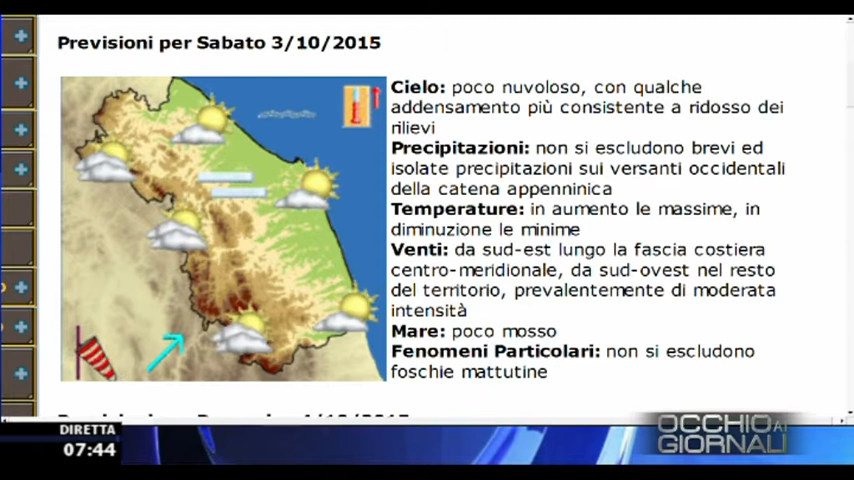 Previsioni per Sabato 3/10/2015
Cielo: poco nuvoloso, con qualche
addensamento più consistente a ridosso dei
rilievi
Precipitazioni: non si escludono brevi ed
isolate precipitazioni sui versanti occidentali
della catena appenninica
Temperature: in aumento le massime, in
diminuzione le minime
Venti: da sud-est lungo la fascia costiera
centro-meridionale, da sud-ovest nel resto
del territorio, prevalentemente di moderata
intensità
Mare: poco mosso
Fenomeni Particolari: non si escludono
foschie mattutine
DIRETTA
07:44
OCCHIO AI
GIORNALI